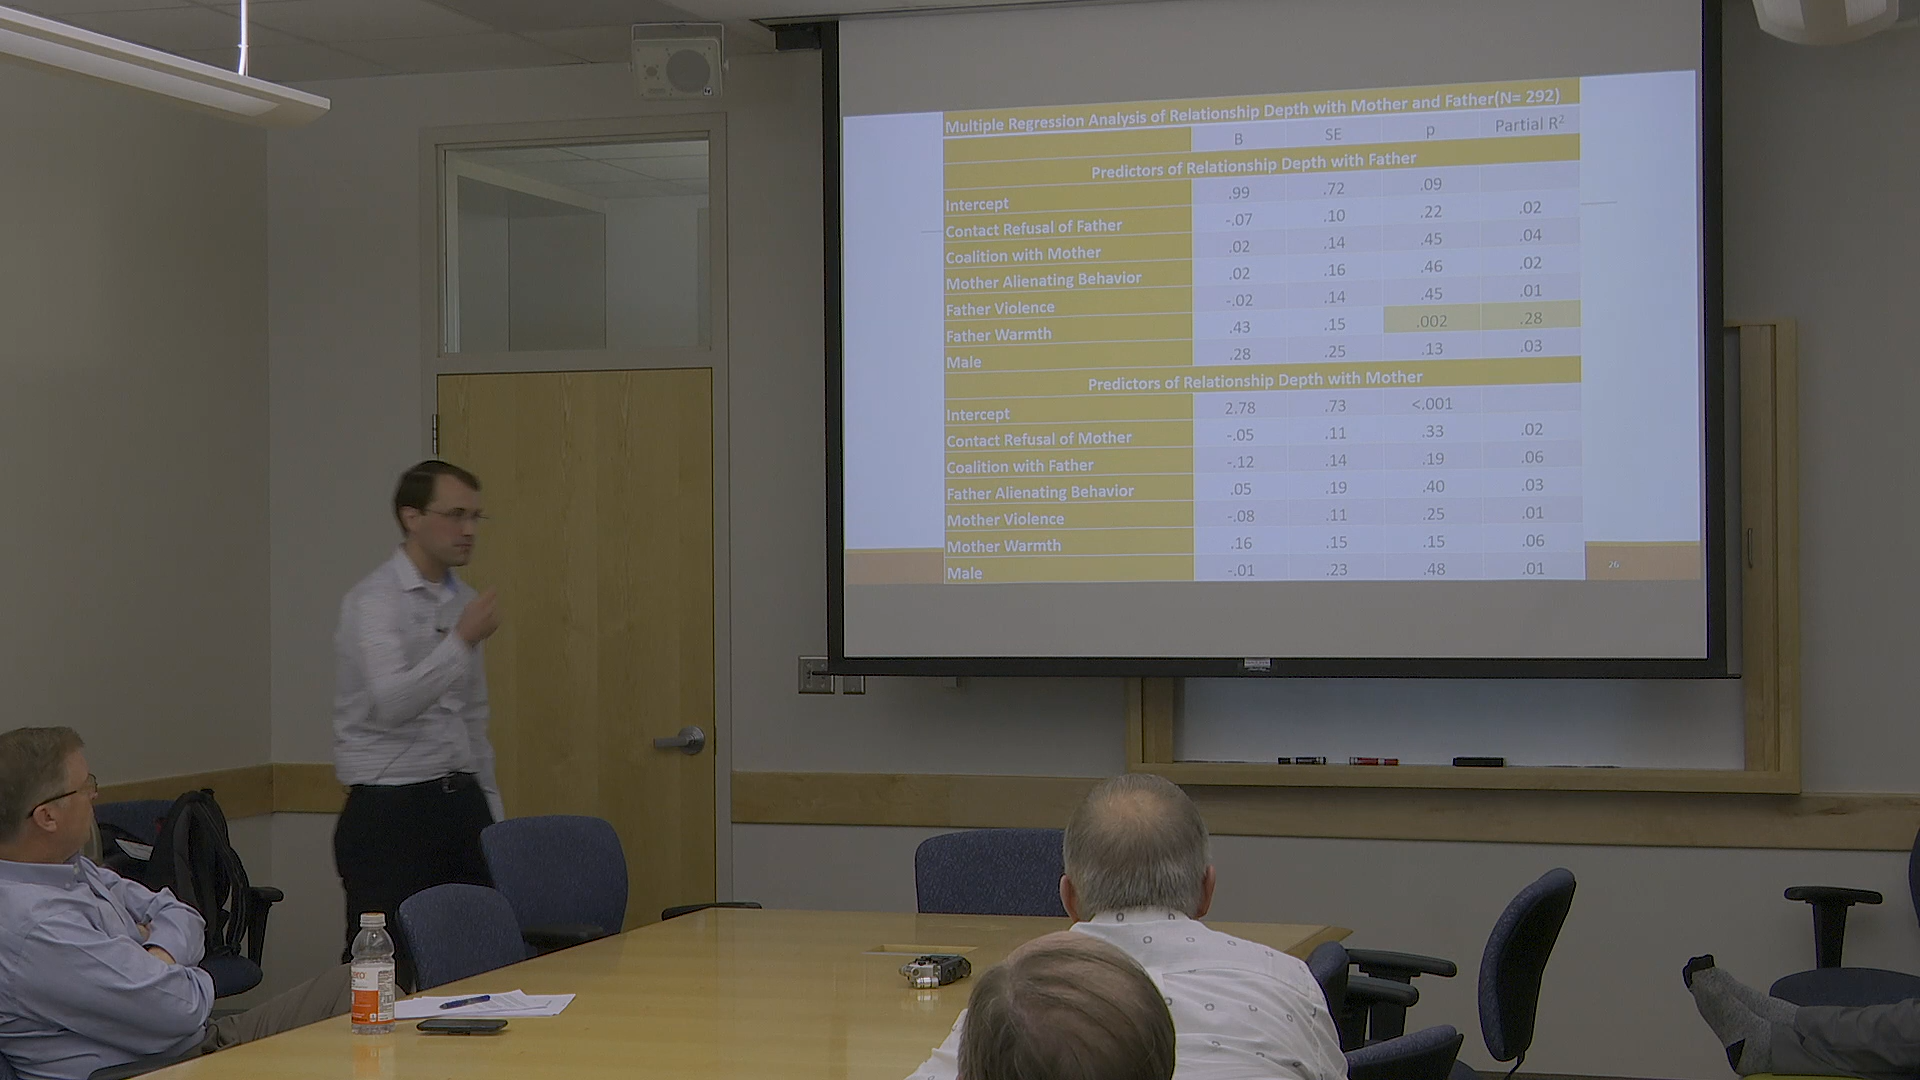 Multiple Regression Analysis of Relationship Depth with Mother and Father(N= 292)
B SE p Partial R²
Predictors of Relationship Depth with Father
Intercept .99 .72 .09
Contact Refusal of Father -.07 .10 .22 .02
Coalition with Mother .02 .14 .45 .04
Mother Alienating Behavior .02 .16 .46 .02
Father Violence -.02 .14 .45 .01
Father Warmth .43 .15 .002 .28
Male .28 .25 .13 .03
Predictors of Relationship Depth with Mother
Intercept 2.78 .73 <.001
Contact Refusal of Mother -.05 .11 .33 .02
Coalition with Father -.12 .14 .19 .06
Father Alienating Behavior .05 .19 .40 .03
Mother Violence -.08 .11 .25 .01
Mother Warmth .16 .15 .15 .06
Male -.01 .23 .48 .01
26